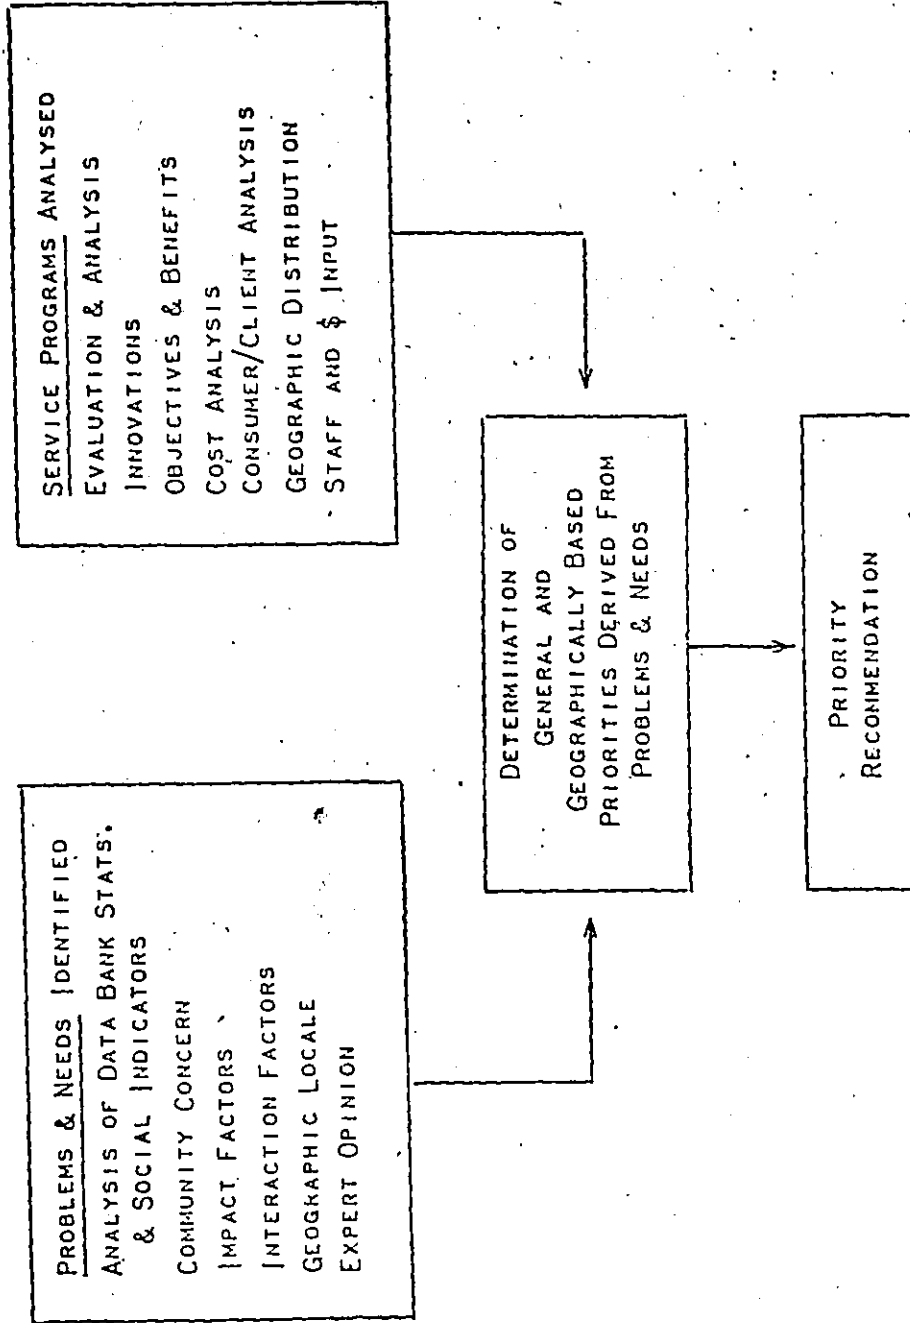 PROBLEMS & NEEDS IDENTIFIED
ANALYSIS OF DATA BANK STATS.
& SOCIAL INDICATORS
COMMUNITY CONCERN
IMPACT FACTORS
INTERACTION FACTORS
GEOGRAPHIC LOCALE
EXPERT OPINION
SERVICE PROGRAMS ANALYSED
EVALUATION & ANALYSIS
INNOVATIONS
OBJECTIVES & BENEFITS
COST ANALYSIS
CONSUMER/CLIENT ANALYSIS
GEOGRAPHIC DISTRIBUTION
STAFF AND $ INPUT
DETERMINATION OF
GENERAL AND
GEOGRAPHICALLY BASED
PRIORITIES DERIVED FROM
PROBLEMS & NEEDS
PRIORITY
RECOMMENDATION